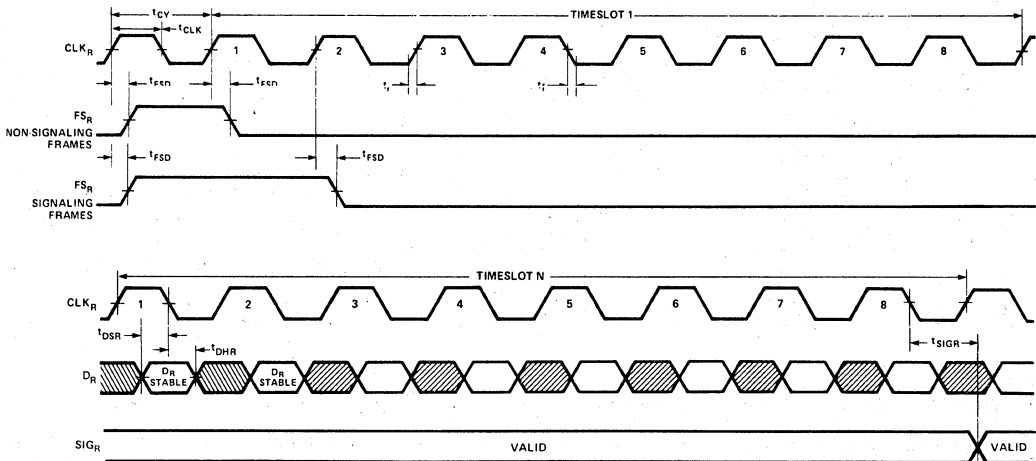 tCY
TIMESLOT 1
tCLK
CLKR
1 2 3 4 5 6 7 8
tFSD tFSD tr tf
FSR
NON-SIGNALING
FRAMES
tFSD
FSR
SIGNALING
FRAMES
TIMESLOT N
CLKR
1 2 3 4 5 6 7 8
tDSR
tSIGR
tDHR
DR
DR
STABLE
DR
STABLE
SIGR
VALID
VALID